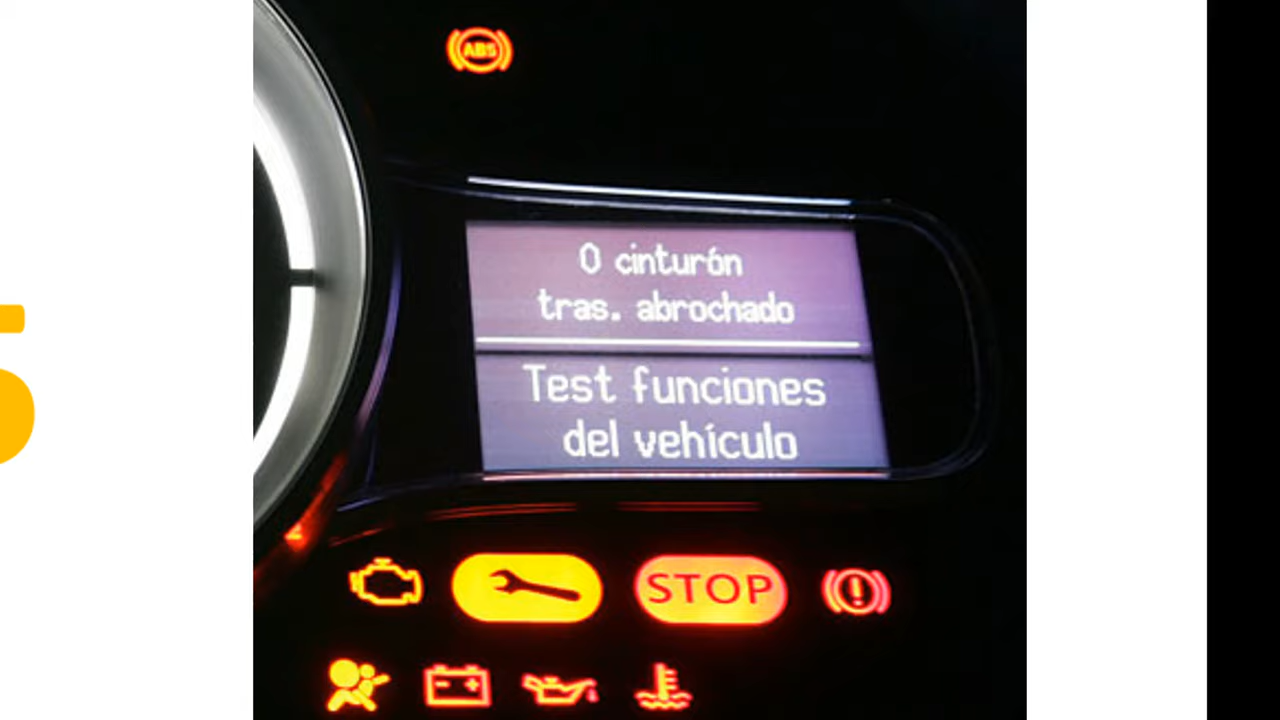 ABS
0 cinturón
tras. abrochado
Test funciones
del vehículo
STOP